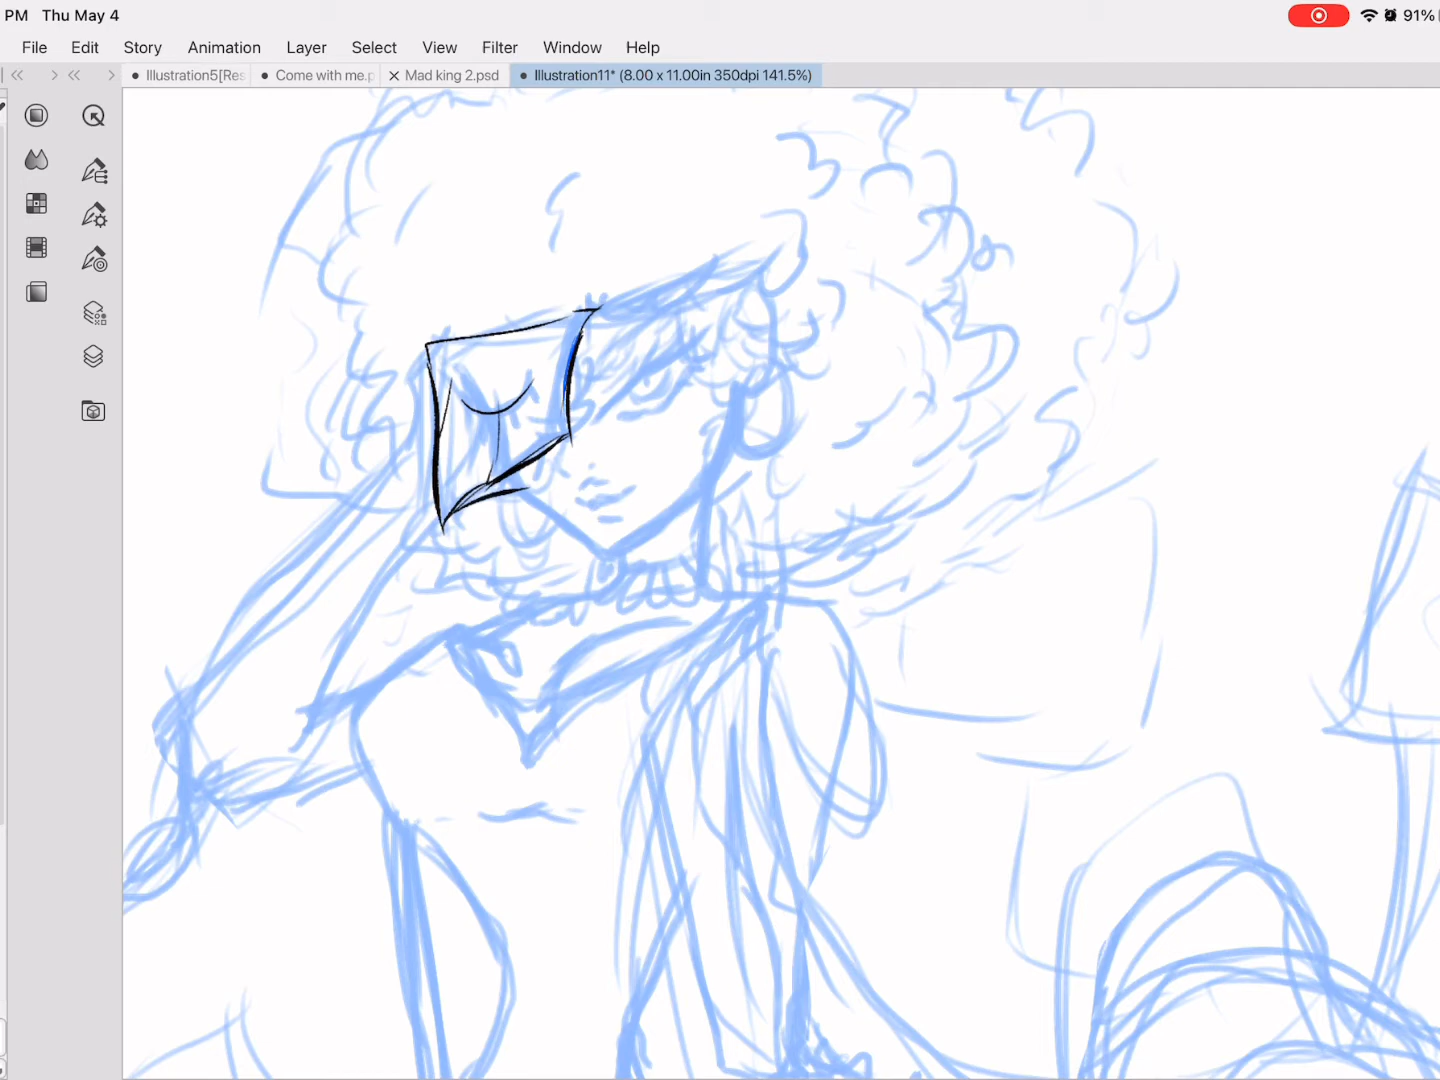 PM Thu May 4 91%
File Edit Story Animation Layer Select View Filter Window Help
Illustration5[Res Come with me.p Mad king 2.psd Illustration11* (8.00 x 11.00in 350dpi 141.5%)